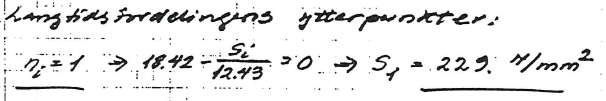 Langtidsfordelingens ytterpunkter:
n_i = 1 ⇒ 18.42 - S_i/12.43 = 0 ⇒ S_1 = 229. N/mm²